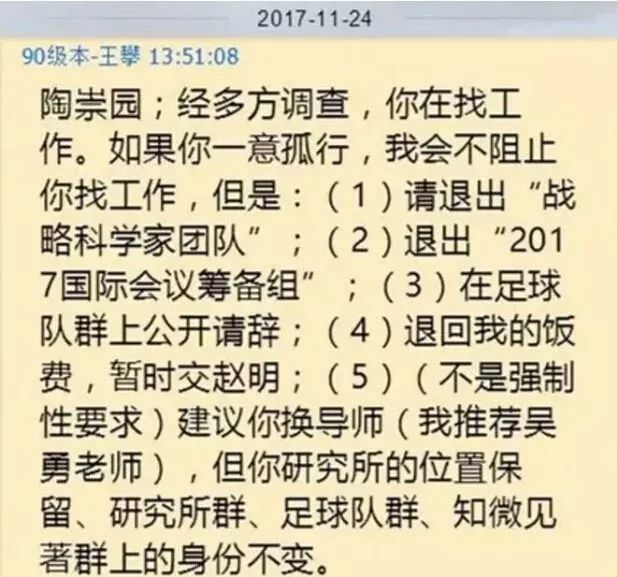 2017-11-24
90级本-王攀 13:51:08
陶崇园；经多方调查，你在找工
作。如果你一意孤行，我会不阻止
你找工作，但是：（1）请退出“战
略科学家团队”；（2）退出“201
7国际会议筹备组”；（3）在足球
队群上公开请辞；（4）退回我的饭
费，暂时交赵明；（5）（不是强制
性要求）建议你换导师（我推荐吴
勇老师），但你研究所的位置保
留、研究所群、足球队群、知微见
著群上的身份不变。